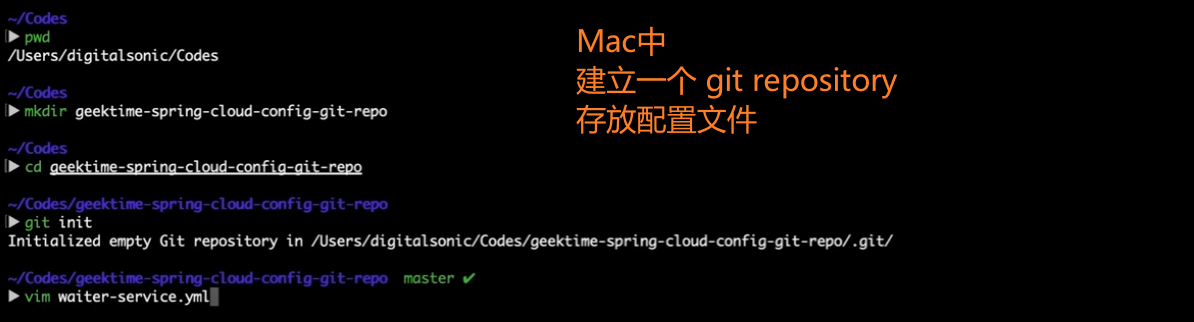 ~/Codes
▶ pwd
/Users/digitalsonic/Codes
~/Codes
▶ mkdir geektime-spring-cloud-config-git-repo
~/Codes
▶ cd geektime-spring-cloud-config-git-repo
~/Codes/geektime-spring-cloud-config-git-repo
▶ git init
Initialized empty Git repository in /Users/digitalsonic/Codes/geektime-spring-cloud-config-git-repo/.git/
~/Codes/geektime-spring-cloud-config-git-repo master ✔
▶ vim waiter-service.yml
Mac中
建立一个 git repository
存放配置文件